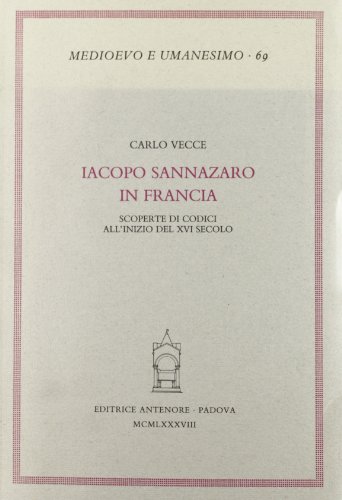 MEDIOEVO E UMANESIMO · 69
CARLO VECCE
IACOPO SANNAZARO
IN FRANCIA
SCOPERTE DI CODICI
ALL'INIZIO DEL XVI SECOLO
EDITRICE ANTENORE · PADOVA
MCMLXXXVIII